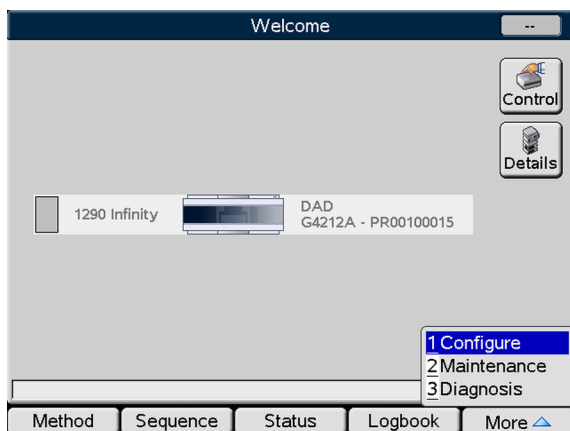 Welcome
--
Control
Details
1290 Infinity
DAD
G4212A - PR00100015
1 Configure
2 Maintenance
3 Diagnosis
Method
Sequence
Status
Logbook
More